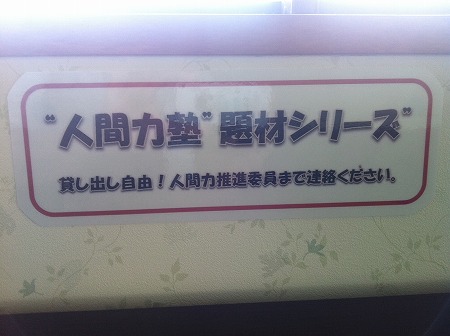 “人間力塾”題材シリーズ”
貸し出し自由！人間力推進委員まで連絡ください。